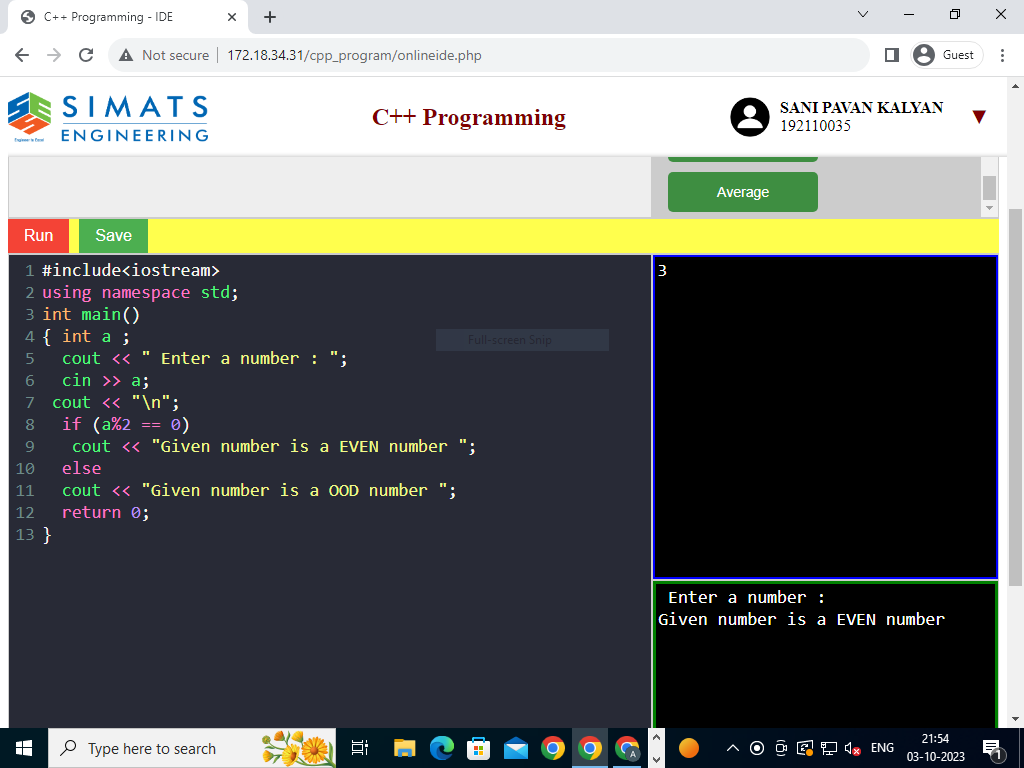 C++ Programming - IDE
Not secure
172.18.34.31/cpp_program/onlineide.php
Guest
SIMATS
ENGINEERING
Engineer to Excel
C++ Programming
SANI PAVAN KALYAN
192110035
Average
Run
Save
1 #include<iostream>
2 using namespace std;
3 int main()
4 { int a ;
5   cout << " Enter a number : ";
6   cin >> a;
7  cout << "\n";
8   if (a%2 == 0)
9    cout << "Given number is a EVEN number ";
10   else
11   cout << "Given number is a OOD number ";
12   return 0;
13 }
Full-screen Snip
3
Enter a number :
Given number is a EVEN number
Type here to search
A
ENG
21:54
03-10-2023
1